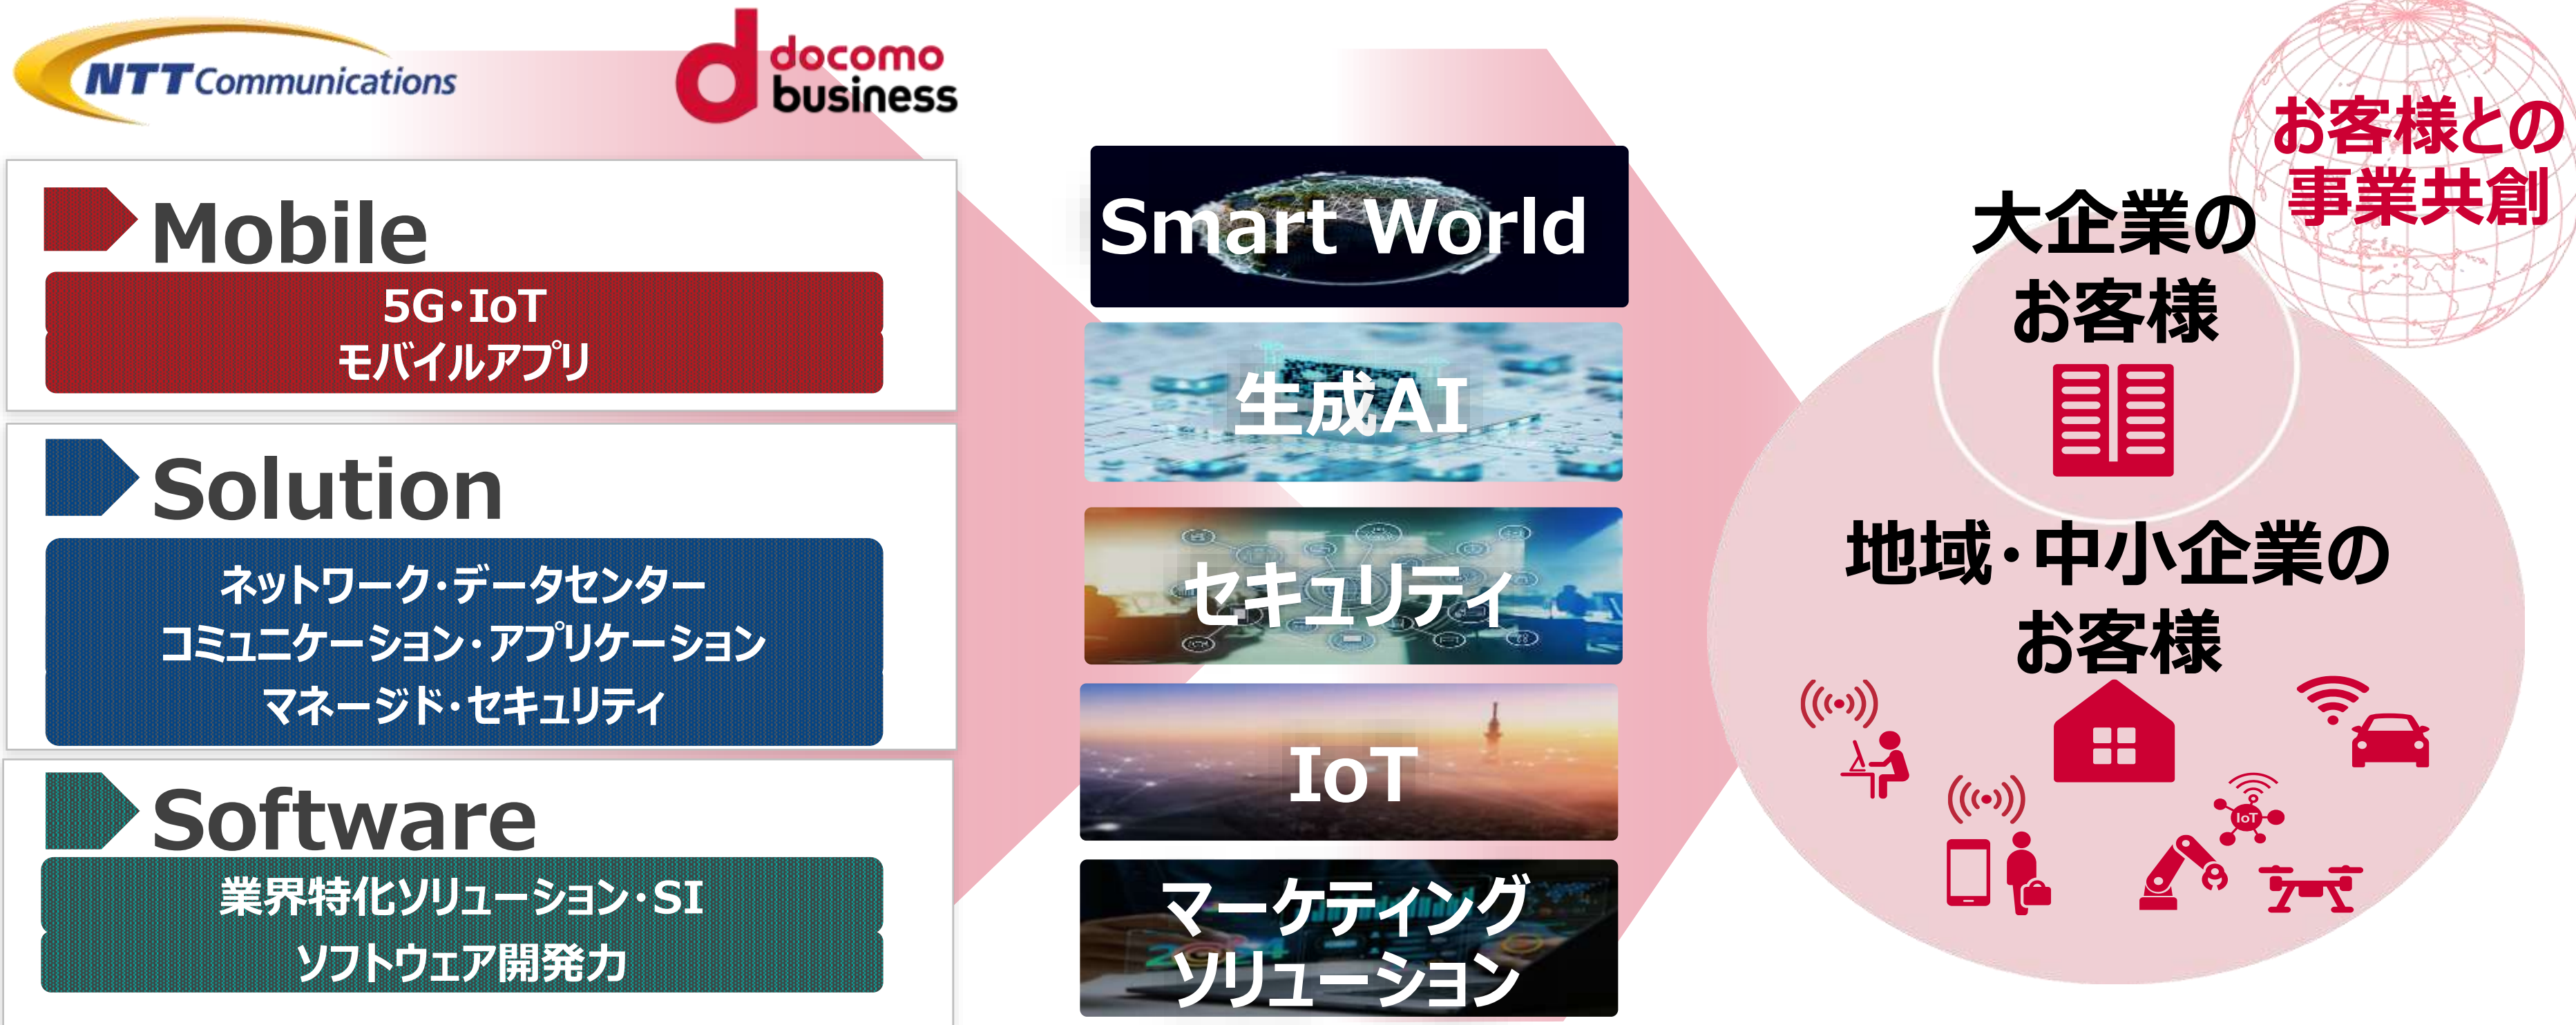 NTT Communications
docomo
business
Mobile
5G・IoT
モバイルアプリ
Solution
ネットワーク・データセンター
コミュニケーション・アプリケーション
マネージド・セキュリティ
Software
業界特化ソリューション・SI
ソフトウェア開発力
Smart World
生成AI
セキュリティ
IoT
マーケティング
ソリューション
お客様との
事業共創
大企業の
お客様
地域・中小企業の
お客様
IoT